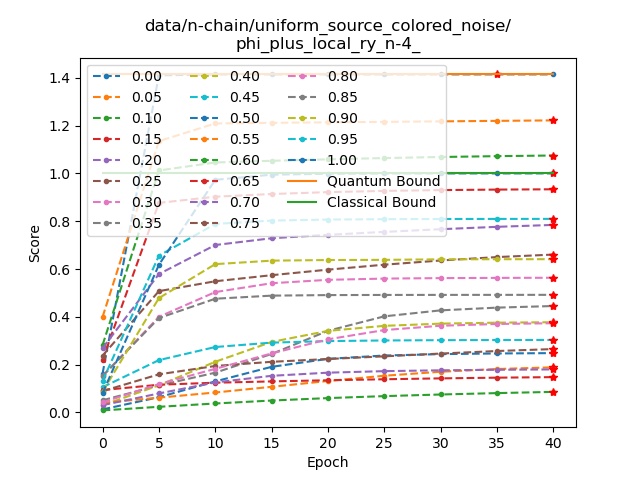 data/n-chain/uniform_source_colored_noise/
phi_plus_local_ry_n-4_
Score
1.4
1.2
1.0
0.8
0.6
0.4
0.2
0.0
0.00 0.40 0.80
0.05 0.45 0.85
0.10 0.50 0.90
0.15 0.55 0.95
0.20 0.60 1.00
0.25 0.65 Quantum Bound
0.30 0.70 Classical Bound
0.35 0.75
0 5 10 15 20 25 30 35 40
Epoch